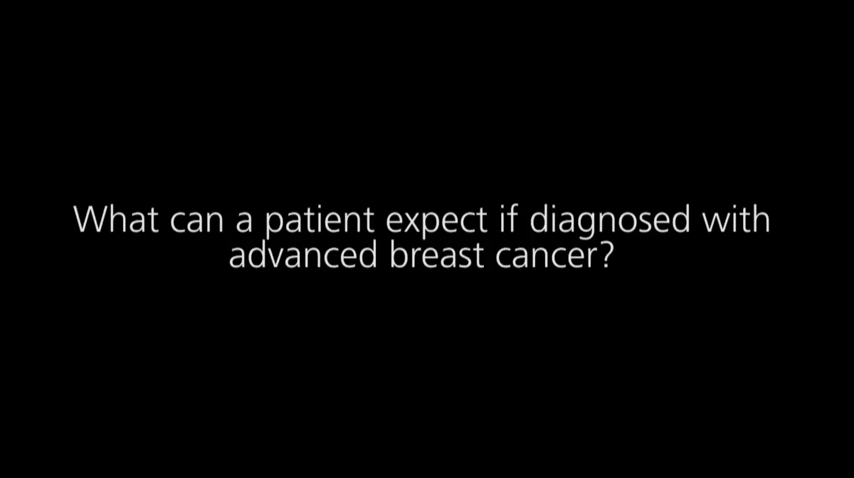 What can a patient expect if diagnosed with
advanced breast cancer?